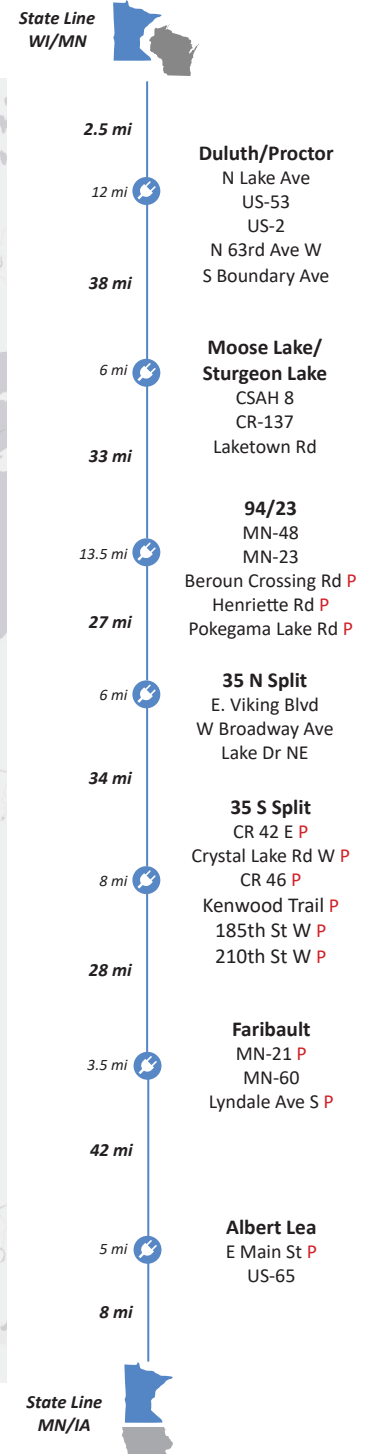 State Line
WI/MN
2.5 mi
Duluth/Proctor
N Lake Ave
12 mi
US-53
US-2
N 63rd Ave W
S Boundary Ave
38 mi
Moose Lake/
Sturgeon Lake
6 mi
CSAH 8
CR-137
Laketown Rd
33 mi
94/23
MN-48
13.5 mi
MN-23
Beroun Crossing Rd P
Henriette Rd P
Pokegama Lake Rd P
27 mi
35 N Split
6 mi
E. Viking Blvd
W Broadway Ave
Lake Dr NE
34 mi
35 S Split
CR 42 E P
Crystal Lake Rd W P
8 mi
CR 46 P
Kenwood Trail P
185th St W P
210th St W P
28 mi
Faribault
MN-21 P
3.5 mi
MN-60
Lyndale Ave S P
42 mi
Albert Lea
5 mi
E Main St P
US-65
8 mi
State Line
MN/IA